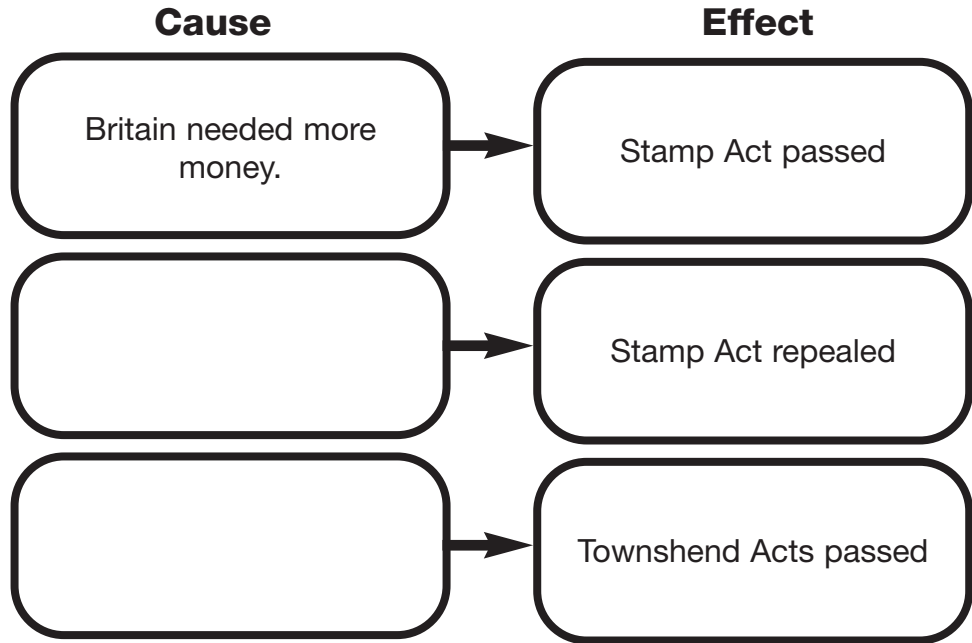 Cause
Effect
Britain needed more
money.
Stamp Act passed
Stamp Act repealed
Townshend Acts passed